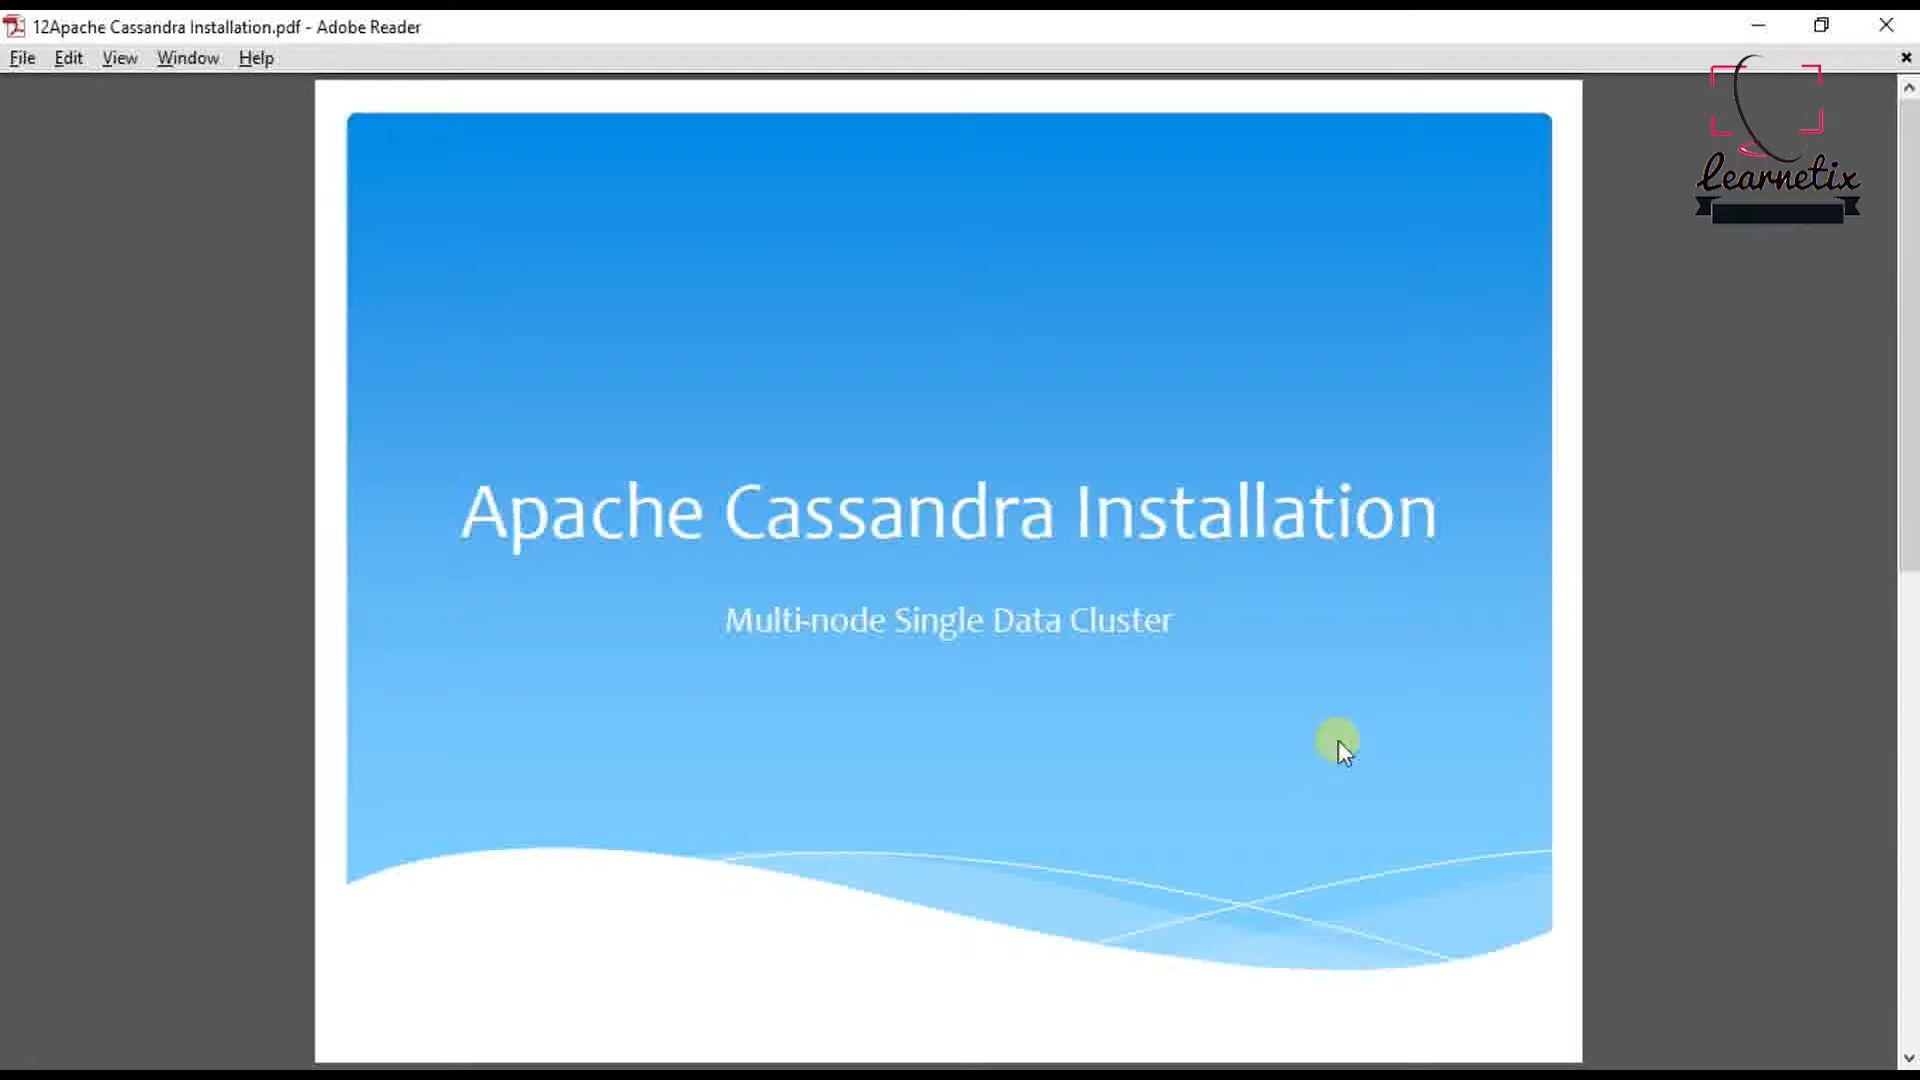 12Apache Cassandra Installation.pdf - Adobe Reader
File Edit View Window Help
Learnetix
Apache Cassandra Installation
Multi-node Single Data Cluster